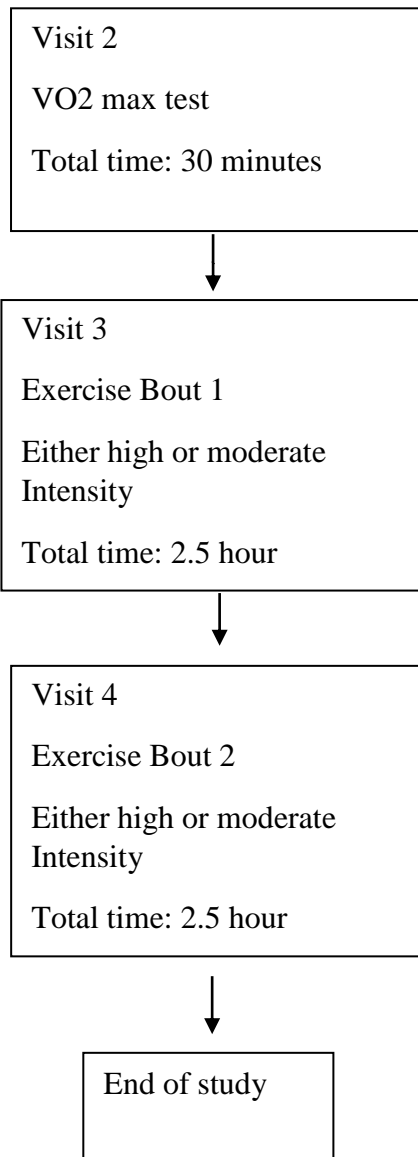 Visit 2
VO2 max test
Total time: 30 minutes
Visit 3
Exercise Bout 1
Either high or moderate
Intensity
Total time: 2.5 hour
Visit 4
Exercise Bout 2
Either high or moderate
Intensity
Total time: 2.5 hour
End of study